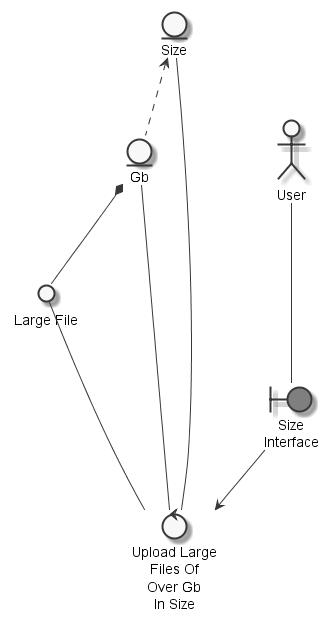 Size
Gb
User
Large File
Size
Interface
Upload Large
Files Of
Over Gb
In Size